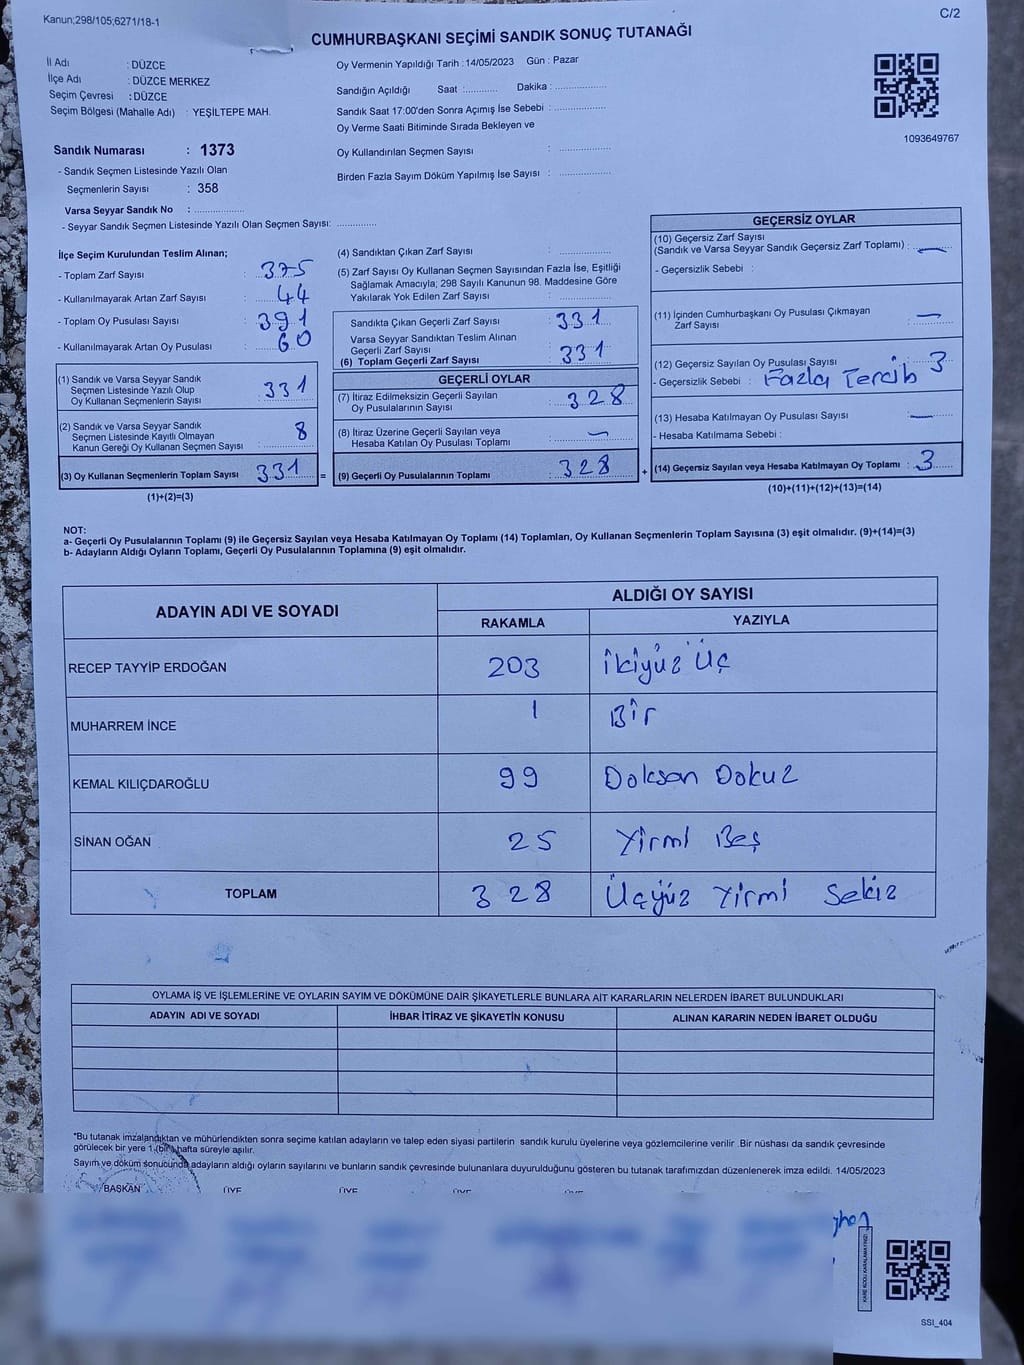 Kanun;298/105;6271/18-1
C/2
CUMHURBAŞKANI SEÇİMİ SANDIK SONUÇ TUTANAĞI
İl Adı : DÜZCE
İlçe Adı : DÜZCE MERKEZ
Seçim Çevresi : DÜZCE
Seçim Bölgesi (Mahalle Adı) : YEŞİLTEPE MAH.
Oy Vermenin Yapıldığı Tarih : 14/05/2023 Gün : Pazar
Sandığın Açıldığı Saat :........... Dakika :................
Sandık Saat 17:00'den Sonra Açımış İse Sebebi :................
Oy Verme Saati Bitiminde Sırada Bekleyen ve
Oy Kullandırılan Seçmen Sayısı :................
Birden Fazla Sayım Döküm Yapılmış İse Sayısı :................
1093649767
Sandık Numarası : 1373
- Sandık Seçmen Listesinde Yazılı Olan
Seçmenlerin Sayısı : 358
Varsa Seyyar Sandık No :................
- Seyyar Sandık Seçmen Listesinde Yazılı Olan Seçmen Sayısı: .............
İlçe Seçim Kurulundan Teslim Alınan;
- Toplam Zarf Sayısı : 375
- Kullanılmayarak Artan Zarf Sayısı : 44
- Toplam Oy Pusulası Sayısı : 391
- Kullanılmayarak Artan Oy Pusulası : 60
(1) Sandık ve Varsa Seyyar Sandık
Seçmen Listesinde Yazılı Olup
Oy Kullanan Seçmenlerin Sayısı : 331
(2) Sandık ve Varsa Seyyar Sandık
Seçmen Listesinde Kayıtlı Olmayan
Kanun Gereği Oy Kullanan Seçmen Sayısı : 8
(3) Oy Kullanan Seçmenlerin Toplam Sayısı 331 =
(1)+(2)=(3)
(4) Sandıktan Çıkan Zarf Sayısı :................
(5) Zarf Sayısı Oy Kullanan Seçmen Sayısından Fazla İse, Eşitliği
Sağlamak Amacıyla; 298 Sayılı Kanunun 98. Maddesine Göre
Yakılarak Yok Edilen Zarf Sayısı :................
Sandıkta Çıkan Geçerli Zarf Sayısı : 331
Varsa Seyyar Sandıktan Teslim Alınan
Geçerli Zarf Sayısı
(6) Toplam Geçerli Zarf Sayısı : 331
GEÇERLİ OYLAR
(7) İtiraz Edilmeksizin Geçerli Sayılan
Oy Pusulalarının Sayısı : 328
(8) İtiraz Üzerine Geçerli Sayılan veya
Hesaba Katılan Oy Pusulası Toplamı : —
(9) Geçerli Oy Pusulalarının Toplamı : 328 +
GEÇERSİZ OYLAR
(10) Geçersiz Zarf Sayısı
(Sandık ve Varsa Seyyar Sandık Geçersiz Zarf Toplamı) : —
- Geçersizlik Sebebi :
(11) İçinden Cumhurbaşkanı Oy Pusulası Çıkmayan
Zarf Sayısı : —
(12) Geçersiz Sayılan Oy Pusulası Sayısı : 3
- Geçersizlik Sebebi : Fazla Tercih
(13) Hesaba Katılmayan Oy Pusulası Sayısı : —
- Hesaba Katılmama Sebebi :
(14) Geçersiz Sayılan veya Hesaba Katılmayan Oy Toplamı : 3
(10)+(11)+(12)+(13)=(14)
NOT:
a- Geçerli Oy Pusulalarının Toplamı (9) ile Geçersiz Sayılan veya Hesaba Katılmayan Oy Toplamı (14) Toplamları, Oy Kullanan Seçmenlerin Toplam Sayısına (3) eşit olmalıdır. (9)+(14)=(3)
b- Adayların Aldığı Oyların Toplamı, Geçerli Oy Pusulalarının Toplamına (9) eşit olmalıdır.
ADAYIN ADI VE SOYADI
ALDIĞI OY SAYISI
RAKAMLA YAZIYLA
RECEP TAYYİP ERDOĞAN 203 İkiyüz Üç
MUHARREM İNCE 1 Bir
KEMAL KILIÇDAROĞLU 99 Doksan Dokuz
SİNAN OĞAN 25 Yirmi Beş
TOPLAM 328 Üçyüz Yirmi Sekiz
OYLAMA İŞ VE İŞLEMLERİNE VE OYLARIN SAYIM VE DÖKÜMÜNE DAİR ŞİKAYETLERLE BUNLARA AİT KARARLARIN NELERDEN İBARET BULUNDUKLARI
ADAYIN ADI VE SOYADI İHBAR İTİRAZ VE ŞİKAYETİN KONUSU ALINAN KARARIN NEDEN İBARET OLDUĞU
*Bu tutanak imzalandıktan ve mühürlendikten sonra seçime katılan adayların ve talep eden siyasi partilerin sandık kurulu üyelerine veya gözlemcilerine verilir .Bir nüshası da sandık çevresinde
görülecek bir yere 1 (bir) hafta süreyle asılır.
Sayım ve döküm sonucunda adayların aldığı oyların sayılarını ve bunların sandık çevresinde bulunanlara duyurulduğunu gösteren bu tutanak tarafımızdan düzenlenerek imza edildi. 14/05/2023
BAŞKAN ÜYE ÜYE ÜYE ÜYE
SSİ_404